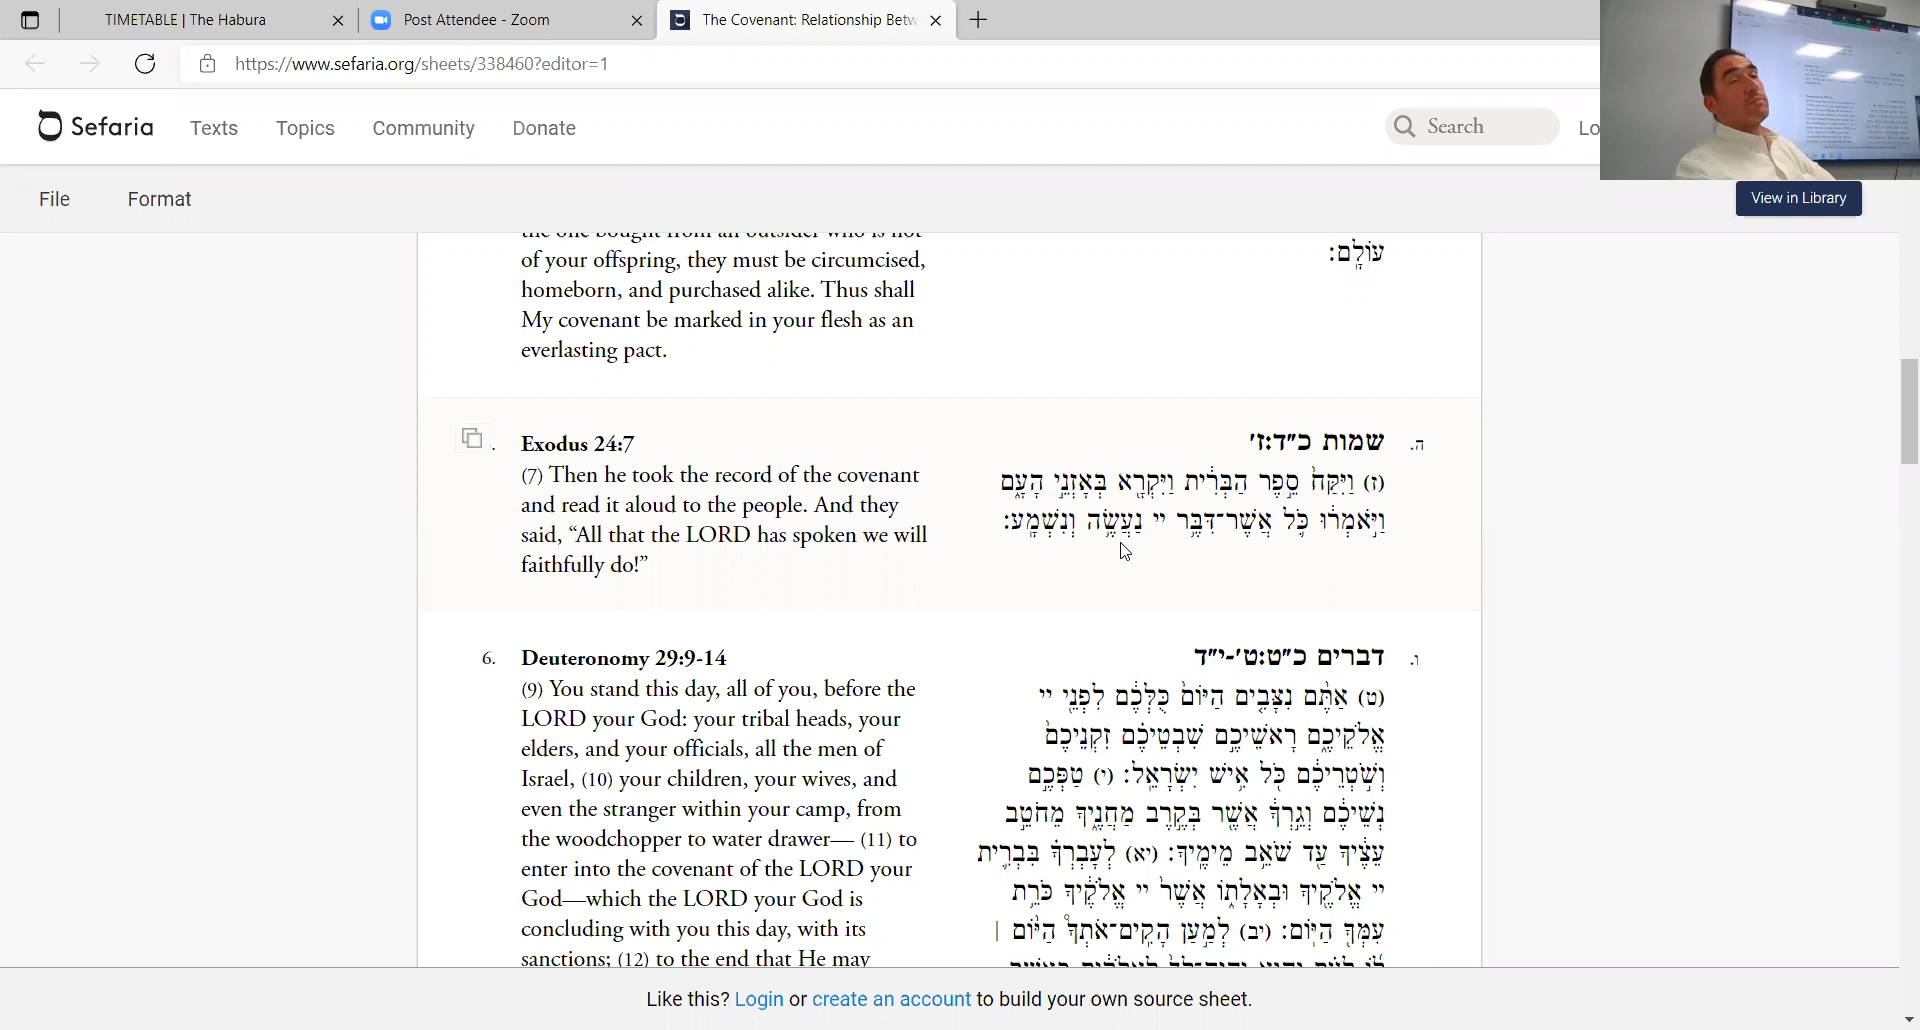 TIMETABLE | The Habura
Post Attendee - Zoom
The Covenant: Relationship Betw
https://www.sefaria.org/sheets/338460?editor=1
Sefaria
Texts
Topics
Community
Donate
Search
Lo
File
Format
View in Library
of your offspring, they must be circumcised,
homeborn, and purchased alike. Thus shall
My covenant be marked in your flesh as an
everlasting pact.
עוֹלָֽם׃
Exodus 24:7
(7) Then he took the record of the covenant
and read it aloud to the people. And they
said, “All that the LORD has spoken we will
faithfully do!”
ה.
שמות כ״ד:ז׳
(ז) וַיִּקַּח֙ סֵ֣פֶר הַבְּרִ֔ית וַיִּקְרָ֖א בְּאָזְנֵ֣י הָעָ֑ם
וַיֹּ֣אמְר֔וּ כֹּ֛ל אֲשֶׁר־דִּבֶּ֥ר יי נַעֲשֶׂ֥ה וְנִשְׁמָֽע׃
6.
Deuteronomy 29:9-14
(9) You stand this day, all of you, before the
LORD your God: your tribal heads, your
elders, and your officials, all the men of
Israel, (10) your children, your wives, and
even the stranger within your camp, from
the woodchopper to water drawer— (11) to
enter into the covenant of the LORD your
God—which the LORD your God is
concluding with you this day, with its
sanctions; (12) to the end that He may
ו.
דברים כ״ט:ט׳-י״ד
(ט) אַתֶּ֨ם נִצָּבִ֤ים הַיּוֹם֙ כֻּלְּכֶ֔ם לִפְנֵ֖י יי
אֱלֹקֵיכֶ֑ם רָאשֵׁיכֶ֣ם שִׁבְטֵיכֶ֗ם זִקְנֵיכֶם֙
וְשֹׁ֣טְרֵיכֶ֔ם כֹּ֖ל אִ֥ישׁ יִשְׂרָאֵֽל׃ (י) טַפְּכֶ֣ם
נְשֵׁיכֶ֔ם וְגֵ֣רְךָ֔ אֲשֶׁ֖ר בְּקֶ֣רֶב מַחֲנֶ֑יךָ מֵחֹטֵ֣ב
עֵצֶ֔יךָ עַ֖ד שֹׁאֵ֥ב מֵימֶֽיךָ׃ (יא) לְעׇבְרְךָ֗ בִּבְרִ֛ית
יי אֱלֹקֶ֖יךָ וּבְאָלָת֑וֹ אֲשֶׁר֙ יי אֱלֹקֶ֔יךָ כֹּרֵ֥ת
עִמְּךָ֖ הַיּֽוֹם׃ (יב) לְמַ֣עַן הָקִֽים־אֹתְךָ֩ הַיּ֨וֹם ׀
Like this? Login or create an account to build your own source sheet.